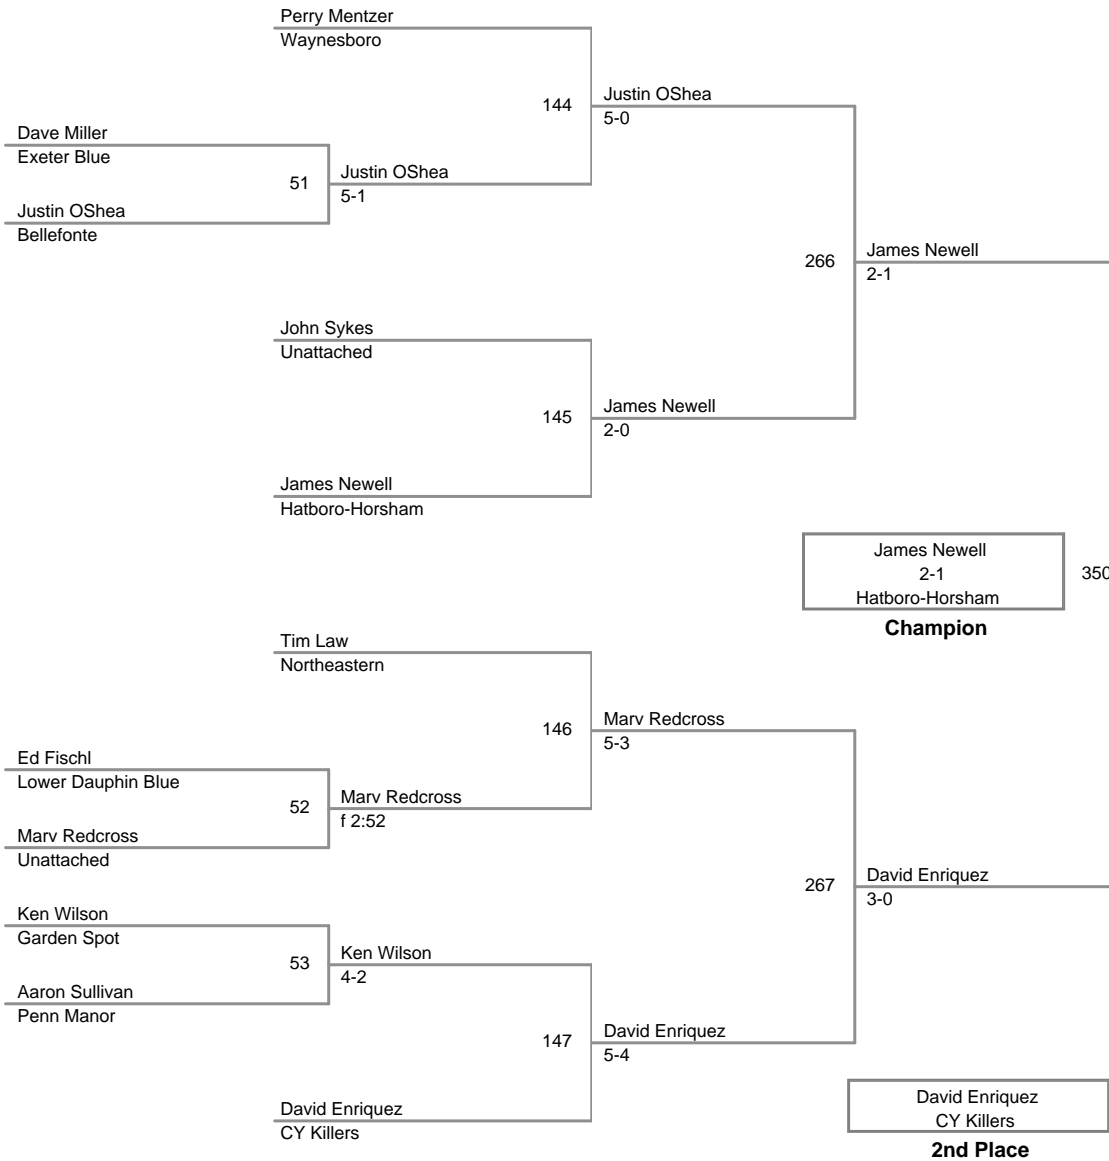 Perry Mentzer
Waynesboro
144
Justin OShea
5-0
Dave Miller
Exeter Blue
51
Justin OShea
5-1
Justin OShea
Bellefonte
266
James Newell
2-1
John Sykes
Unattached
145
James Newell
2-0
James Newell
Hatboro-Horsham
James Newell
2-1
Hatboro-Horsham
350
Champion
Tim Law
Northeastern
146
Marv Redcross
5-3
Ed Fischl
Lower Dauphin Blue
52
Marv Redcross
f 2:52
Marv Redcross
Unattached
267
David Enriquez
3-0
Ken Wilson
Garden Spot
53
Ken Wilson
4-2
Aaron Sullivan
Penn Manor
147
David Enriquez
5-4
David Enriquez
CY Killers
David Enriquez
CY Killers
2nd Place